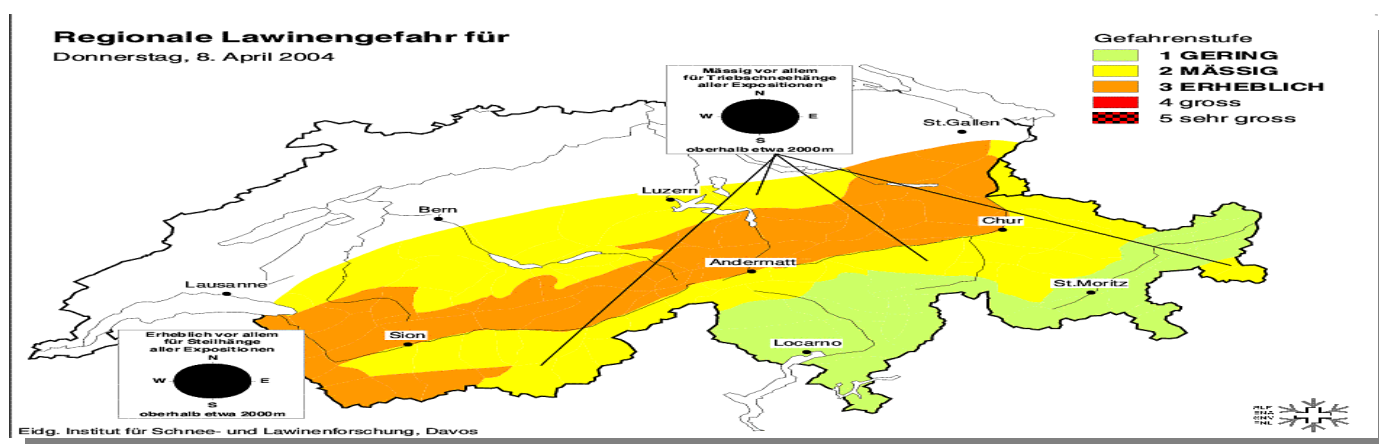 Regionale Lawinengefahr für
Donnerstag, 8. April 2004
Gefahrenstufe
1 GERING
2 MÄSSIG
3 ERHEBLICH
4 gross
5 sehr gross
Mässig vor allem
für Triebschneehänge
aller Expositionen
N
W E
S
oberhalb etwa 2000m
St.Gallen
Luzern
Bern
Chur
Andermatt
Lausanne
St.Moritz
Sion
Locarno
Erheblich vor allem
für Steilhänge
aller Expositionen
N
W E
S
oberhalb etwa 2000m
Eidg. Institut für Schnee- und Lawinenforschung, Davos